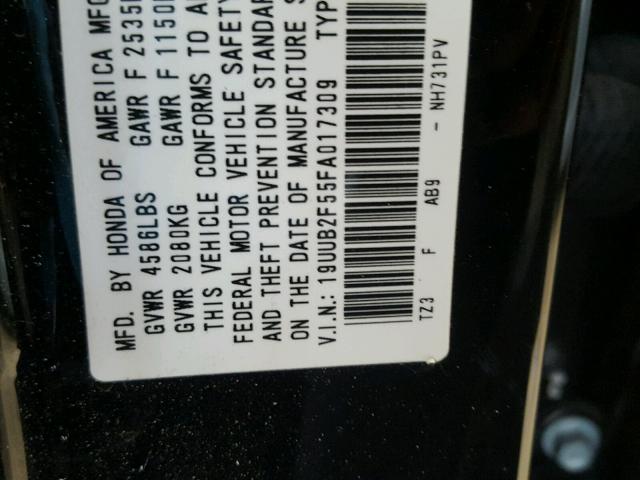 MFD. BY HONDA OF AMERICA MFG
GVWR 4586LBS GAWR F 2535
GVWR 2080KG GAWR F 1150
THIS VEHICLE CONFORMS TO A
FEDERAL MOTOR VEHICLE SAFETY
AND THEFT PREVENTION STANDAR
ON THE DATE OF MANUFACTURE S
V.I.N.: 19UUB2F55FA017309 TYP
TZ3 F AB9 - NH731PV